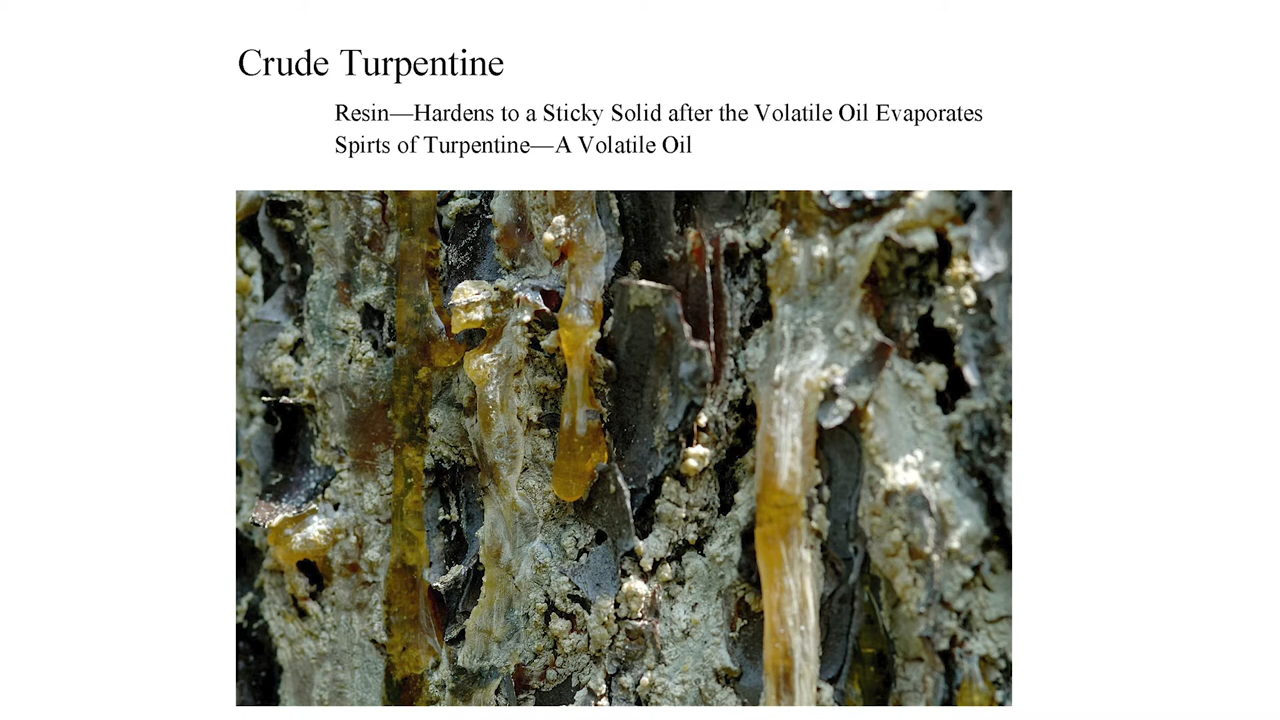 Crude Turpentine
Resin—Hardens to a Sticky Solid after the Volatile Oil Evaporates
Spirts of Turpentine—A Volatile Oil